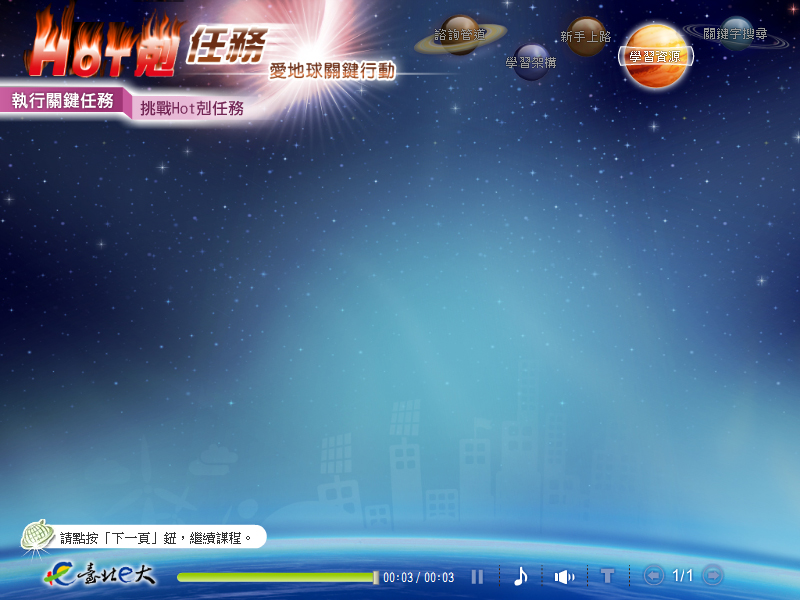 Hot剋任務
愛地球關鍵行動
諮詢管道
學習架構
新手上路
學習資源
關鍵字搜尋
執行關鍵任務
挑戰Hot剋任務
請點按「下一頁」鈕，繼續課程。
臺北e大
00:03 / 00:03
T
1/1